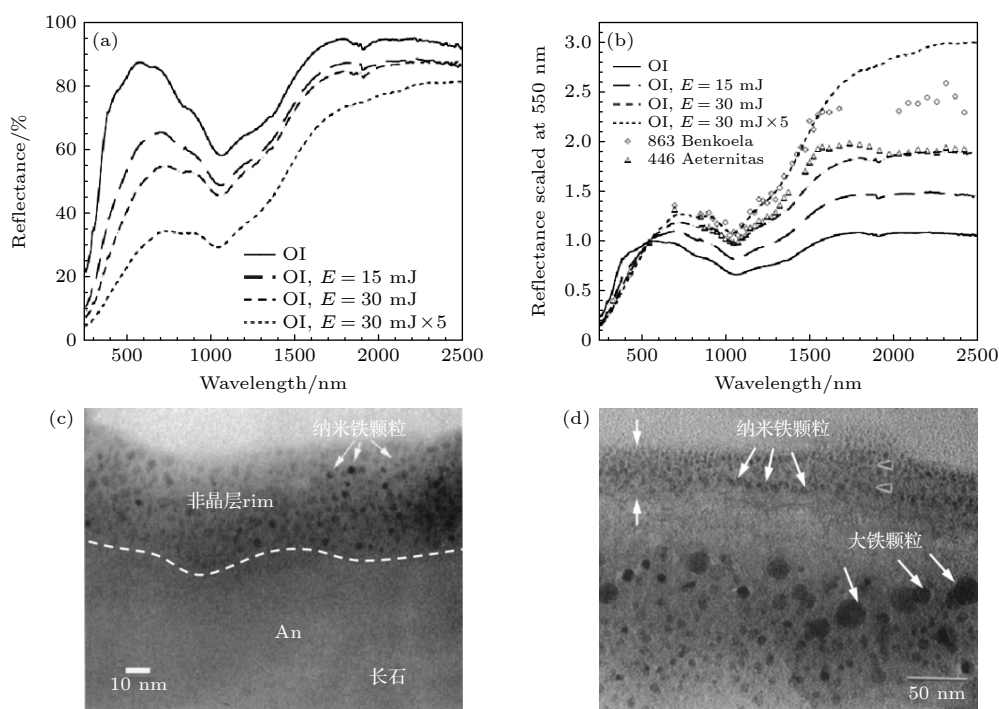 (a)
100
80
60
40
20
0
Reflectance/%
500
1000
1500
2000
2500
Wavelength/nm
OI
OI, E = 15 mJ
OI, E = 30 mJ
OI, E = 30 mJ×5
(b)
3.0
2.5
2.0
1.5
1.0
0.5
0
Reflectance scaled at 550 nm
500
1000
1500
2000
2500
Wavelength/nm
OI
OI, E = 15 mJ
OI, E = 30 mJ
OI, E = 30 mJ×5
863 Benkoela
446 Aeternitas
(c)
纳米铁颗粒
非晶层rim
An
10 nm
长石
(d)
纳米铁颗粒
大铁颗粒
50 nm